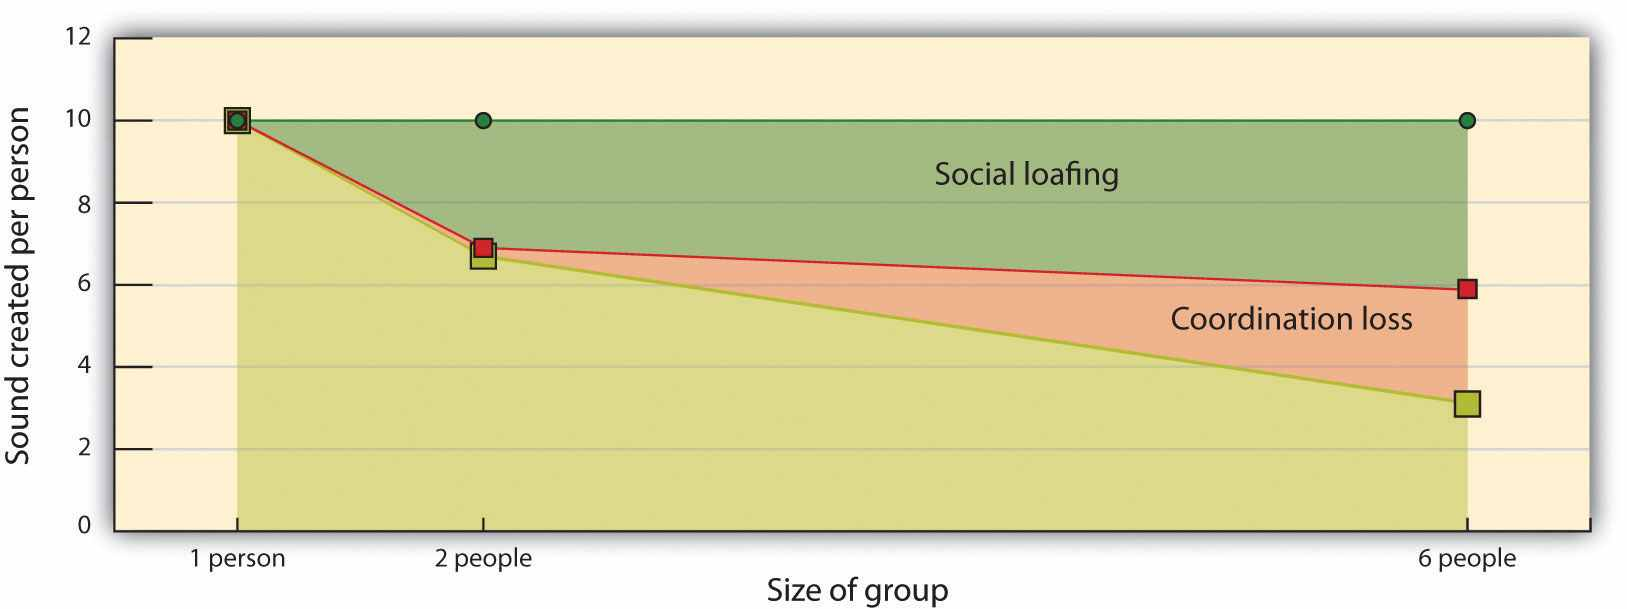 12
10
8
6
4
2
0
Sound created per person
Social loafing
Coordination loss
1 person
2 people
6 people
Size of group